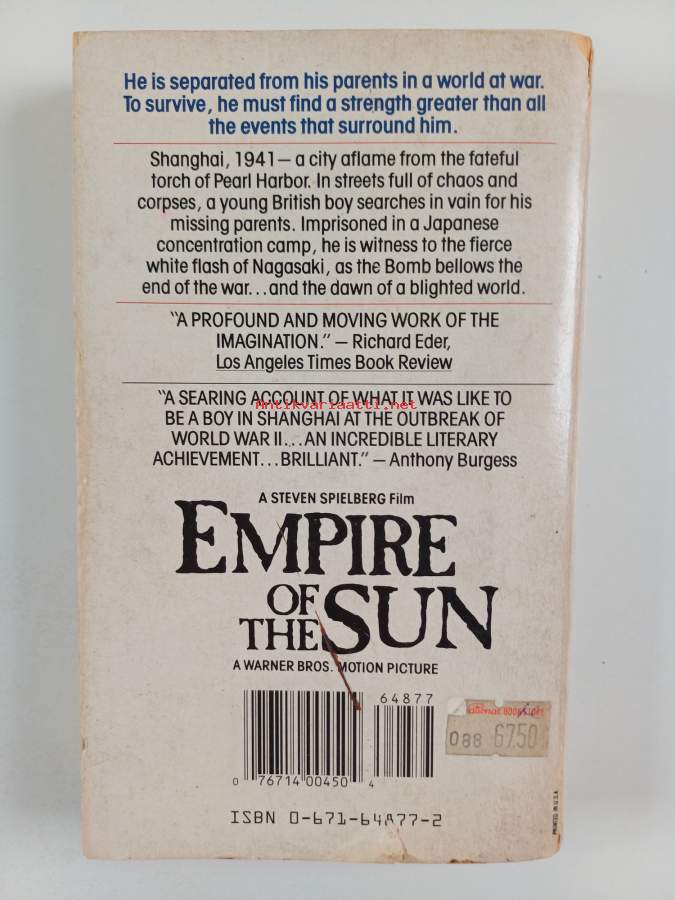 He is separated from his parents in a world at war.
To survive, he must find a strength greater than all
the events that surround him.
Shanghai, 1941— a city aflame from the fateful
torch of Pearl Harbor. In streets full of chaos and
corpses, a young British boy searches in vain for his
missing parents. Imprisoned in a Japanese
concentration camp, he is witness to the fierce
white flash of Nagasaki, as the Bomb bellows the
end of the war...and the dawn of a blighted world.
"A PROFOUND AND MOVING WORK OF THE
IMAGINATION." — Richard Eder,
Los Angeles Times Book Review
"A SEARING ACCOUNT OF WHAT IT WAS LIKE TO
Antikvariaatti.net
BE A BOY IN SHANGHAI AT THE OUTBREAK OF
WORLD WAR II...AN INCREDIBLE LITERARY
ACHIEVEMENT...BRILLIANT." — Anthony Burgess
A STEVEN SPIELBERG Film
EMPIRE
OF
THE SUN
A WARNER BROS. MOTION PICTURE
64877
088 67.50
0 76714 00450 4
ISBN 0-671-64877-2
PRINTED IN U.S.A.